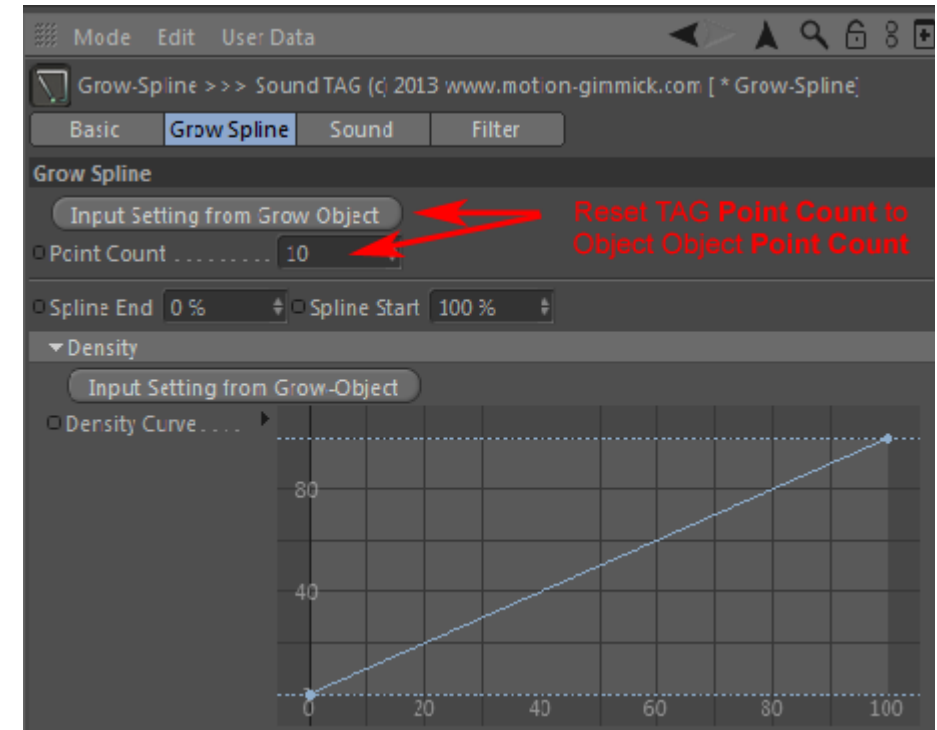 Mode Edit User Data
Grow-Spline >>> Sound TAG (c) 2013 www.motion-gimmick.com [ * Grow-Spline]
Basic Grow Spline Sound Filter
Grow Spline
Input Setting from Grow Object
Reset TAG Point Count to
Point Count . . . . . . . . . 10
Object Object Point Count
Spline End 0 % Spline Start 100 %
Density
Input Setting from Grow-Object
Density Curve. . . .
80
40
0 20 40 60 80 100